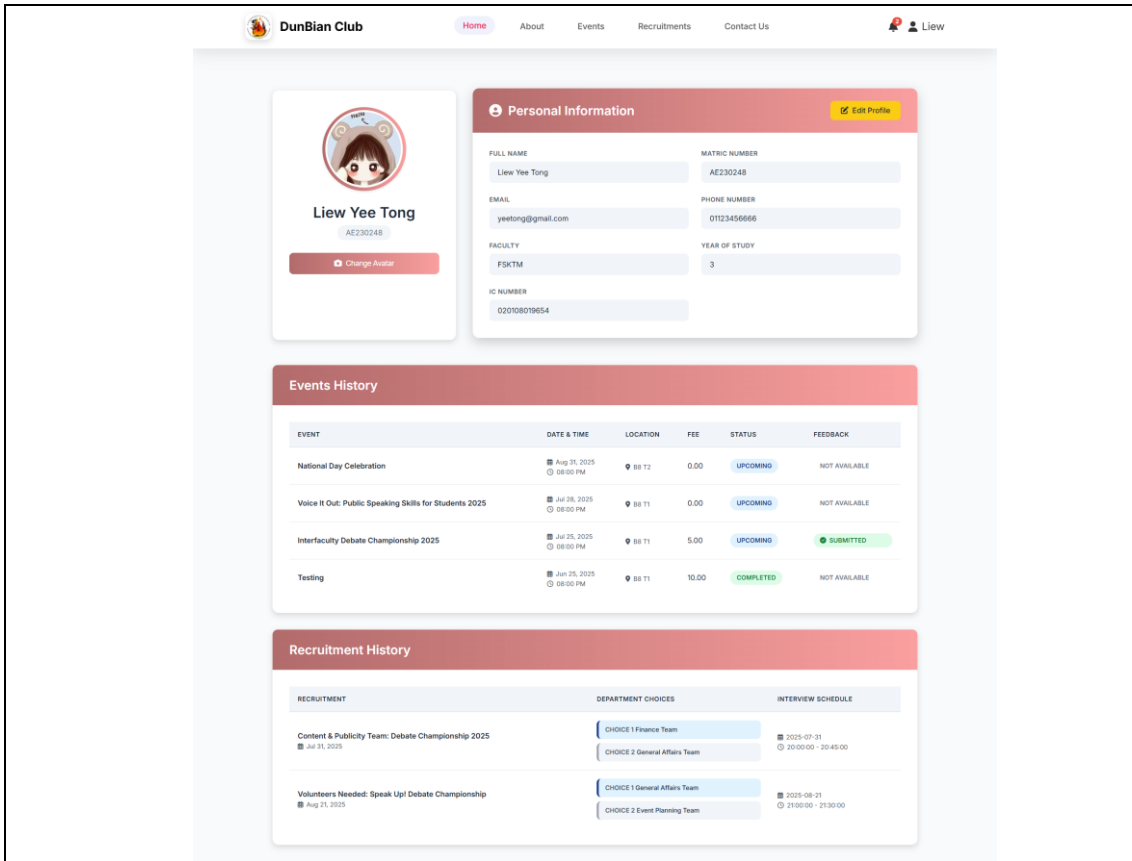 DunBian Club
Home
About
Events
Recruitments
Contact Us
2
Liew
Hello
Liew Yee Tong
AE230248
Change Avatar
Personal Information
Edit Profile
FULL NAME
MATRIC NUMBER
Liew Yee Tong
AE230248
EMAIL
PHONE NUMBER
yeetong@gmail.com
01123456666
FACULTY
YEAR OF STUDY
FSKTM
3
IC NUMBER
020108019654
Events History
EVENT DATE & TIME LOCATION FEE STATUS FEEDBACK
National Day Celebration Aug 31, 2025 B8 T2 0.00 UPCOMING NOT AVAILABLE
08:00 PM
Voice It Out: Public Speaking Skills for Students 2025 Jul 28, 2025 B8 T1 0.00 UPCOMING NOT AVAILABLE
08:00 PM
Interfaculty Debate Championship 2025 Jul 25, 2025 B8 T1 5.00 UPCOMING SUBMITTED
08:00 PM
Testing Jun 25, 2025 B8 T1 10.00 COMPLETED NOT AVAILABLE
08:00 PM
Recruitment History
RECRUITMENT DEPARTMENT CHOICES INTERVIEW SCHEDULE
Content & Publicity Team: Debate Championship 2025
Jul 31, 2025
CHOICE 1 Finance Team
CHOICE 2 General Affairs Team
2025-07-31
20:00:00 - 20:45:00
Volunteers Needed: Speak Up! Debate Championship
Aug 21, 2025
CHOICE 1 General Affairs Team
CHOICE 2 Event Planning Team
2025-08-21
21:00:00 - 21:30:00